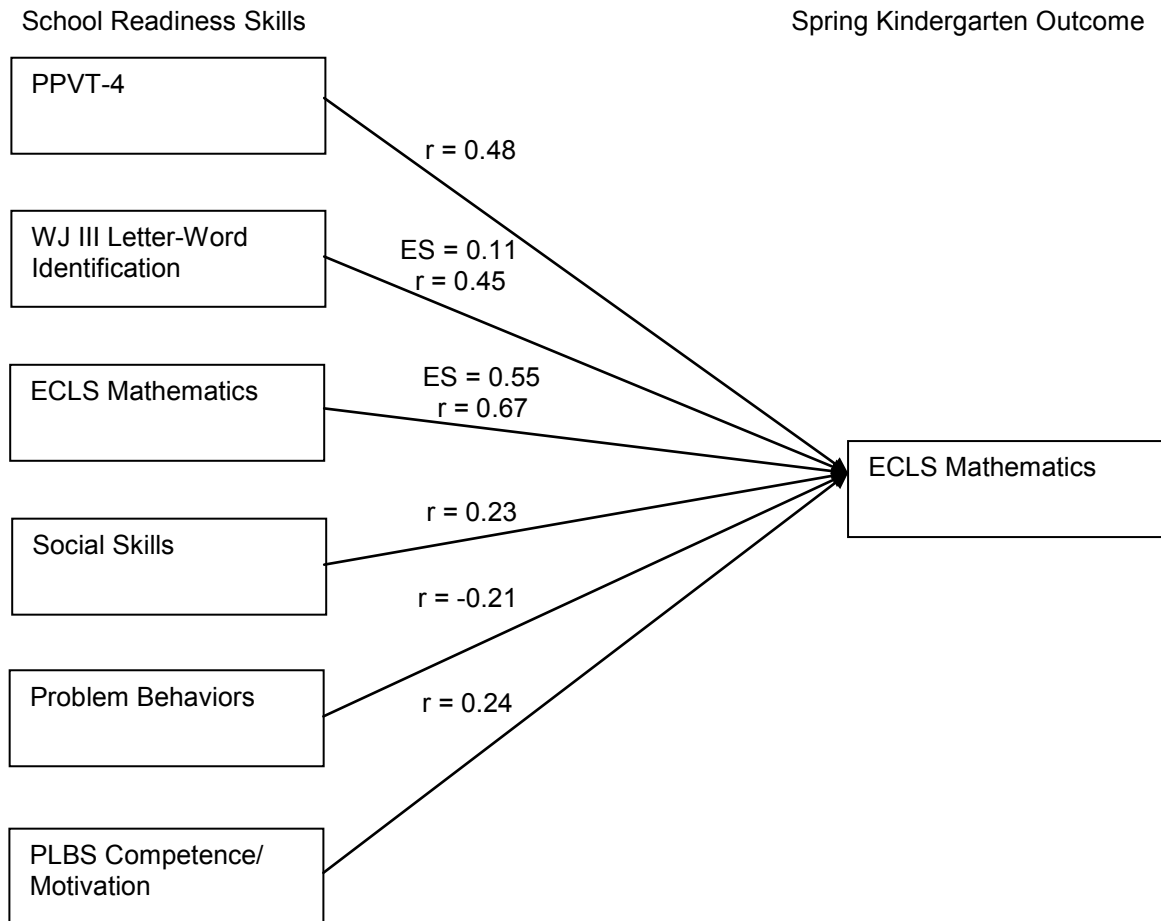 School Readiness Skills
Spring Kindergarten Outcome
PPVT-4
r = 0.48
WJ III Letter-Word
Identification
ES = 0.11
r = 0.45
ECLS Mathematics
ES = 0.55
r = 0.67
ECLS Mathematics
Social Skills
r = 0.23
r = -0.21
Problem Behaviors
r = 0.24
PLBS Competence/
Motivation